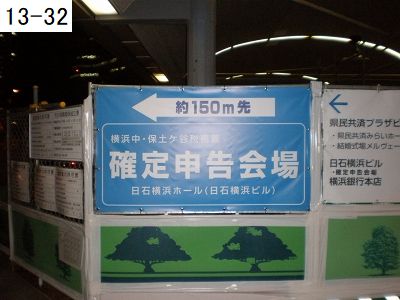 13-32
約150m先
横浜中・保土ケ谷税務署
確定申告会場
日石横浜ホール(日石横浜ビル)
県民共済プラザビ
・県民共済みらいホー
・結婚式場メルヴェー
日石横浜ビル
・確定申告会場
横浜銀行本店